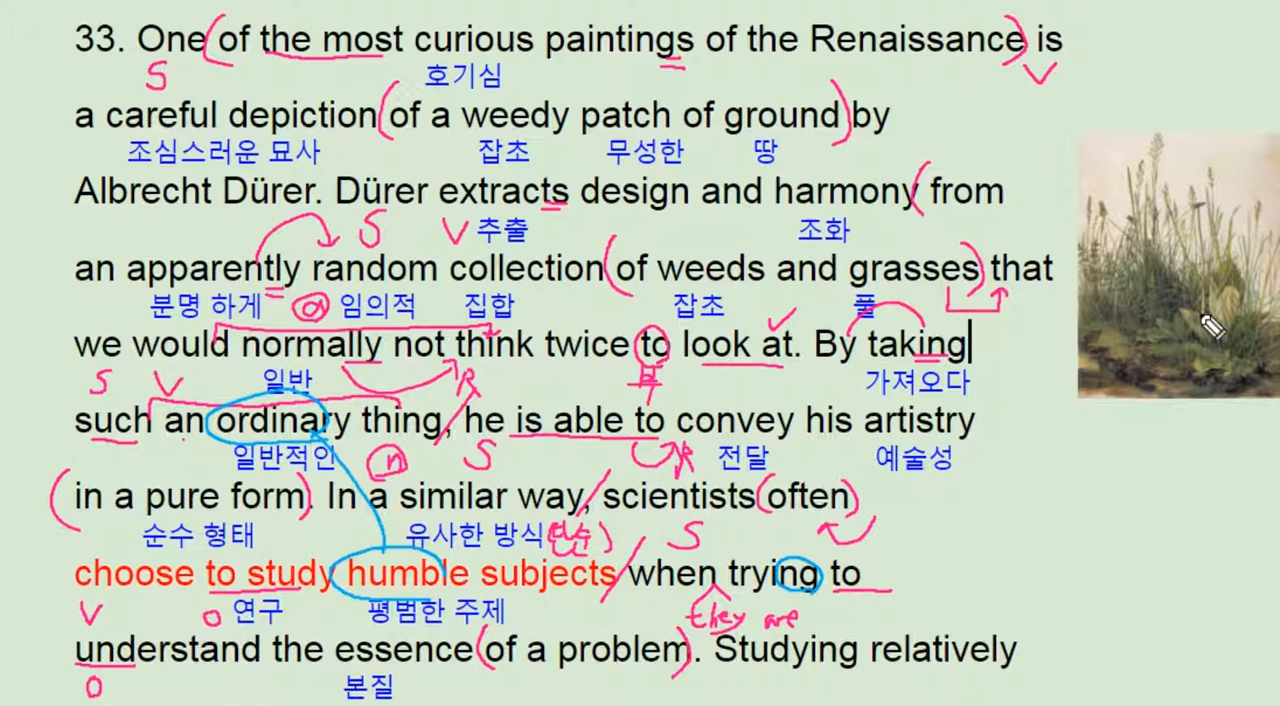 33. One of the most curious paintings of the Renaissance is
S V
호기심
a careful depiction of a weedy patch of ground by
조심스러운 묘사 잡초 무성한 땅
Albrecht Dürer. Dürer extracts design and harmony from
S V 추출 조화
an apparently random collection of weeds and grasses that
분명 하게 a 임의적 집합 잡초 풀
we would normally not think twice to look at. By taking
S V 일반 R 부 가져오다
such an ordinary thing, he is able to convey his artistry
일반적인 n S R 전달 예술성
in a pure form. In a similar way, scientists often
순수 형태 유사한 방식 S
choose to study humble subjects when trying to
V o 연구 평범한 주제 they are
understand the essence of a problem. Studying relatively
o 본질